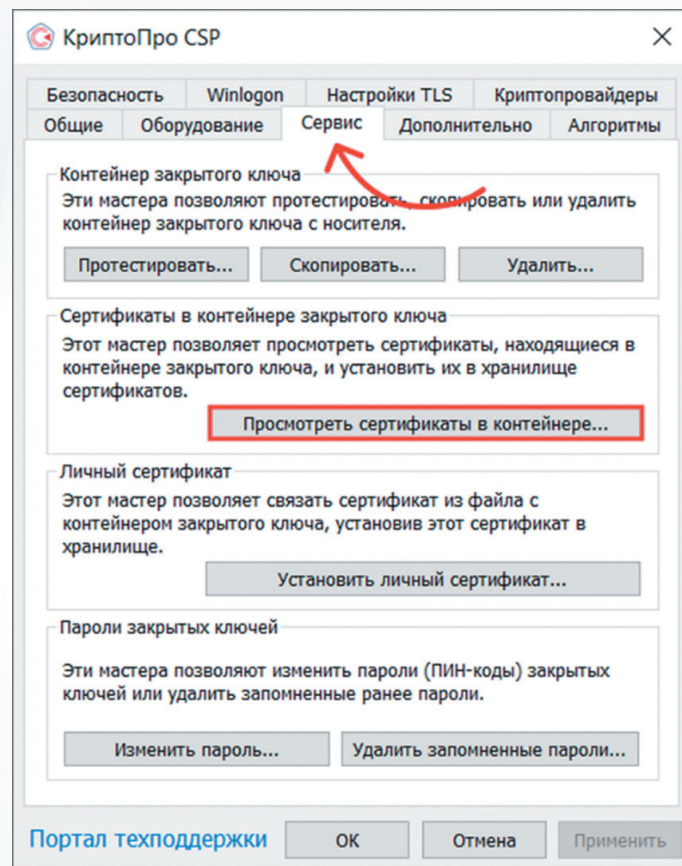 КриптоПро CSP
Безопасность Winlogon Настройки TLS Криптопровайдеры
Общие Оборудование Сервис Дополнительно Алгоритмы
Контейнер закрытого ключа
Эти мастера позволяют протестировать, скопировать или удалить
контейнер закрытого ключа с носителя.
Протестировать... Скопировать... Удалить...
Сертификаты в контейнере закрытого ключа
Этот мастер позволяет просмотреть сертификаты, находящиеся в
контейнере закрытого ключа, и установить их в хранилище
сертификатов.
Просмотреть сертификаты в контейнере...
Личный сертификат
Этот мастер позволяет связать сертификат из файла с
контейнером закрытого ключа, установив этот сертификат в
хранилище.
Установить личный сертификат...
Пароли закрытых ключей
Эти мастера позволяют изменить пароли (ПИН-коды) закрытых
ключей или удалить запомненные ранее пароли.
Изменить пароль... Удалить запомненные пароли...
Портал техподдержки ОК Отмена Применить